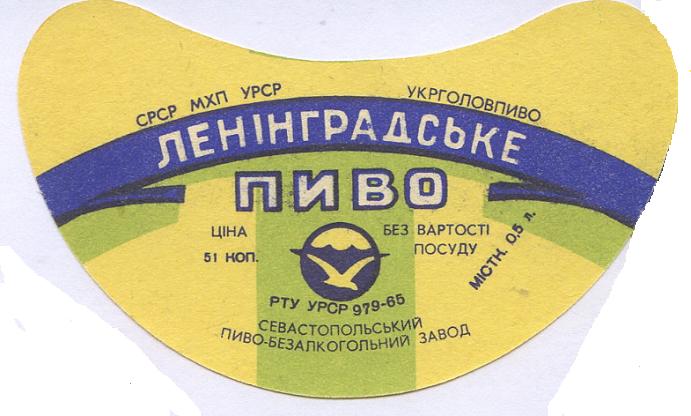 СРСР МХП УРСР УКРГОЛОВПИВО
ЛЕНІНГРАДСЬКЕ
ПИВО
ЦІНА БЕЗ ВАРТОСТІ
51 КОП. ПОСУДУ
МІСТК. 0,5 л.
РТУ УРСР 979-65
СЕВАСТОПОЛЬСЬКИЙ
ПИВО-БЕЗАЛКОГОЛЬНИЙ ЗАВОД